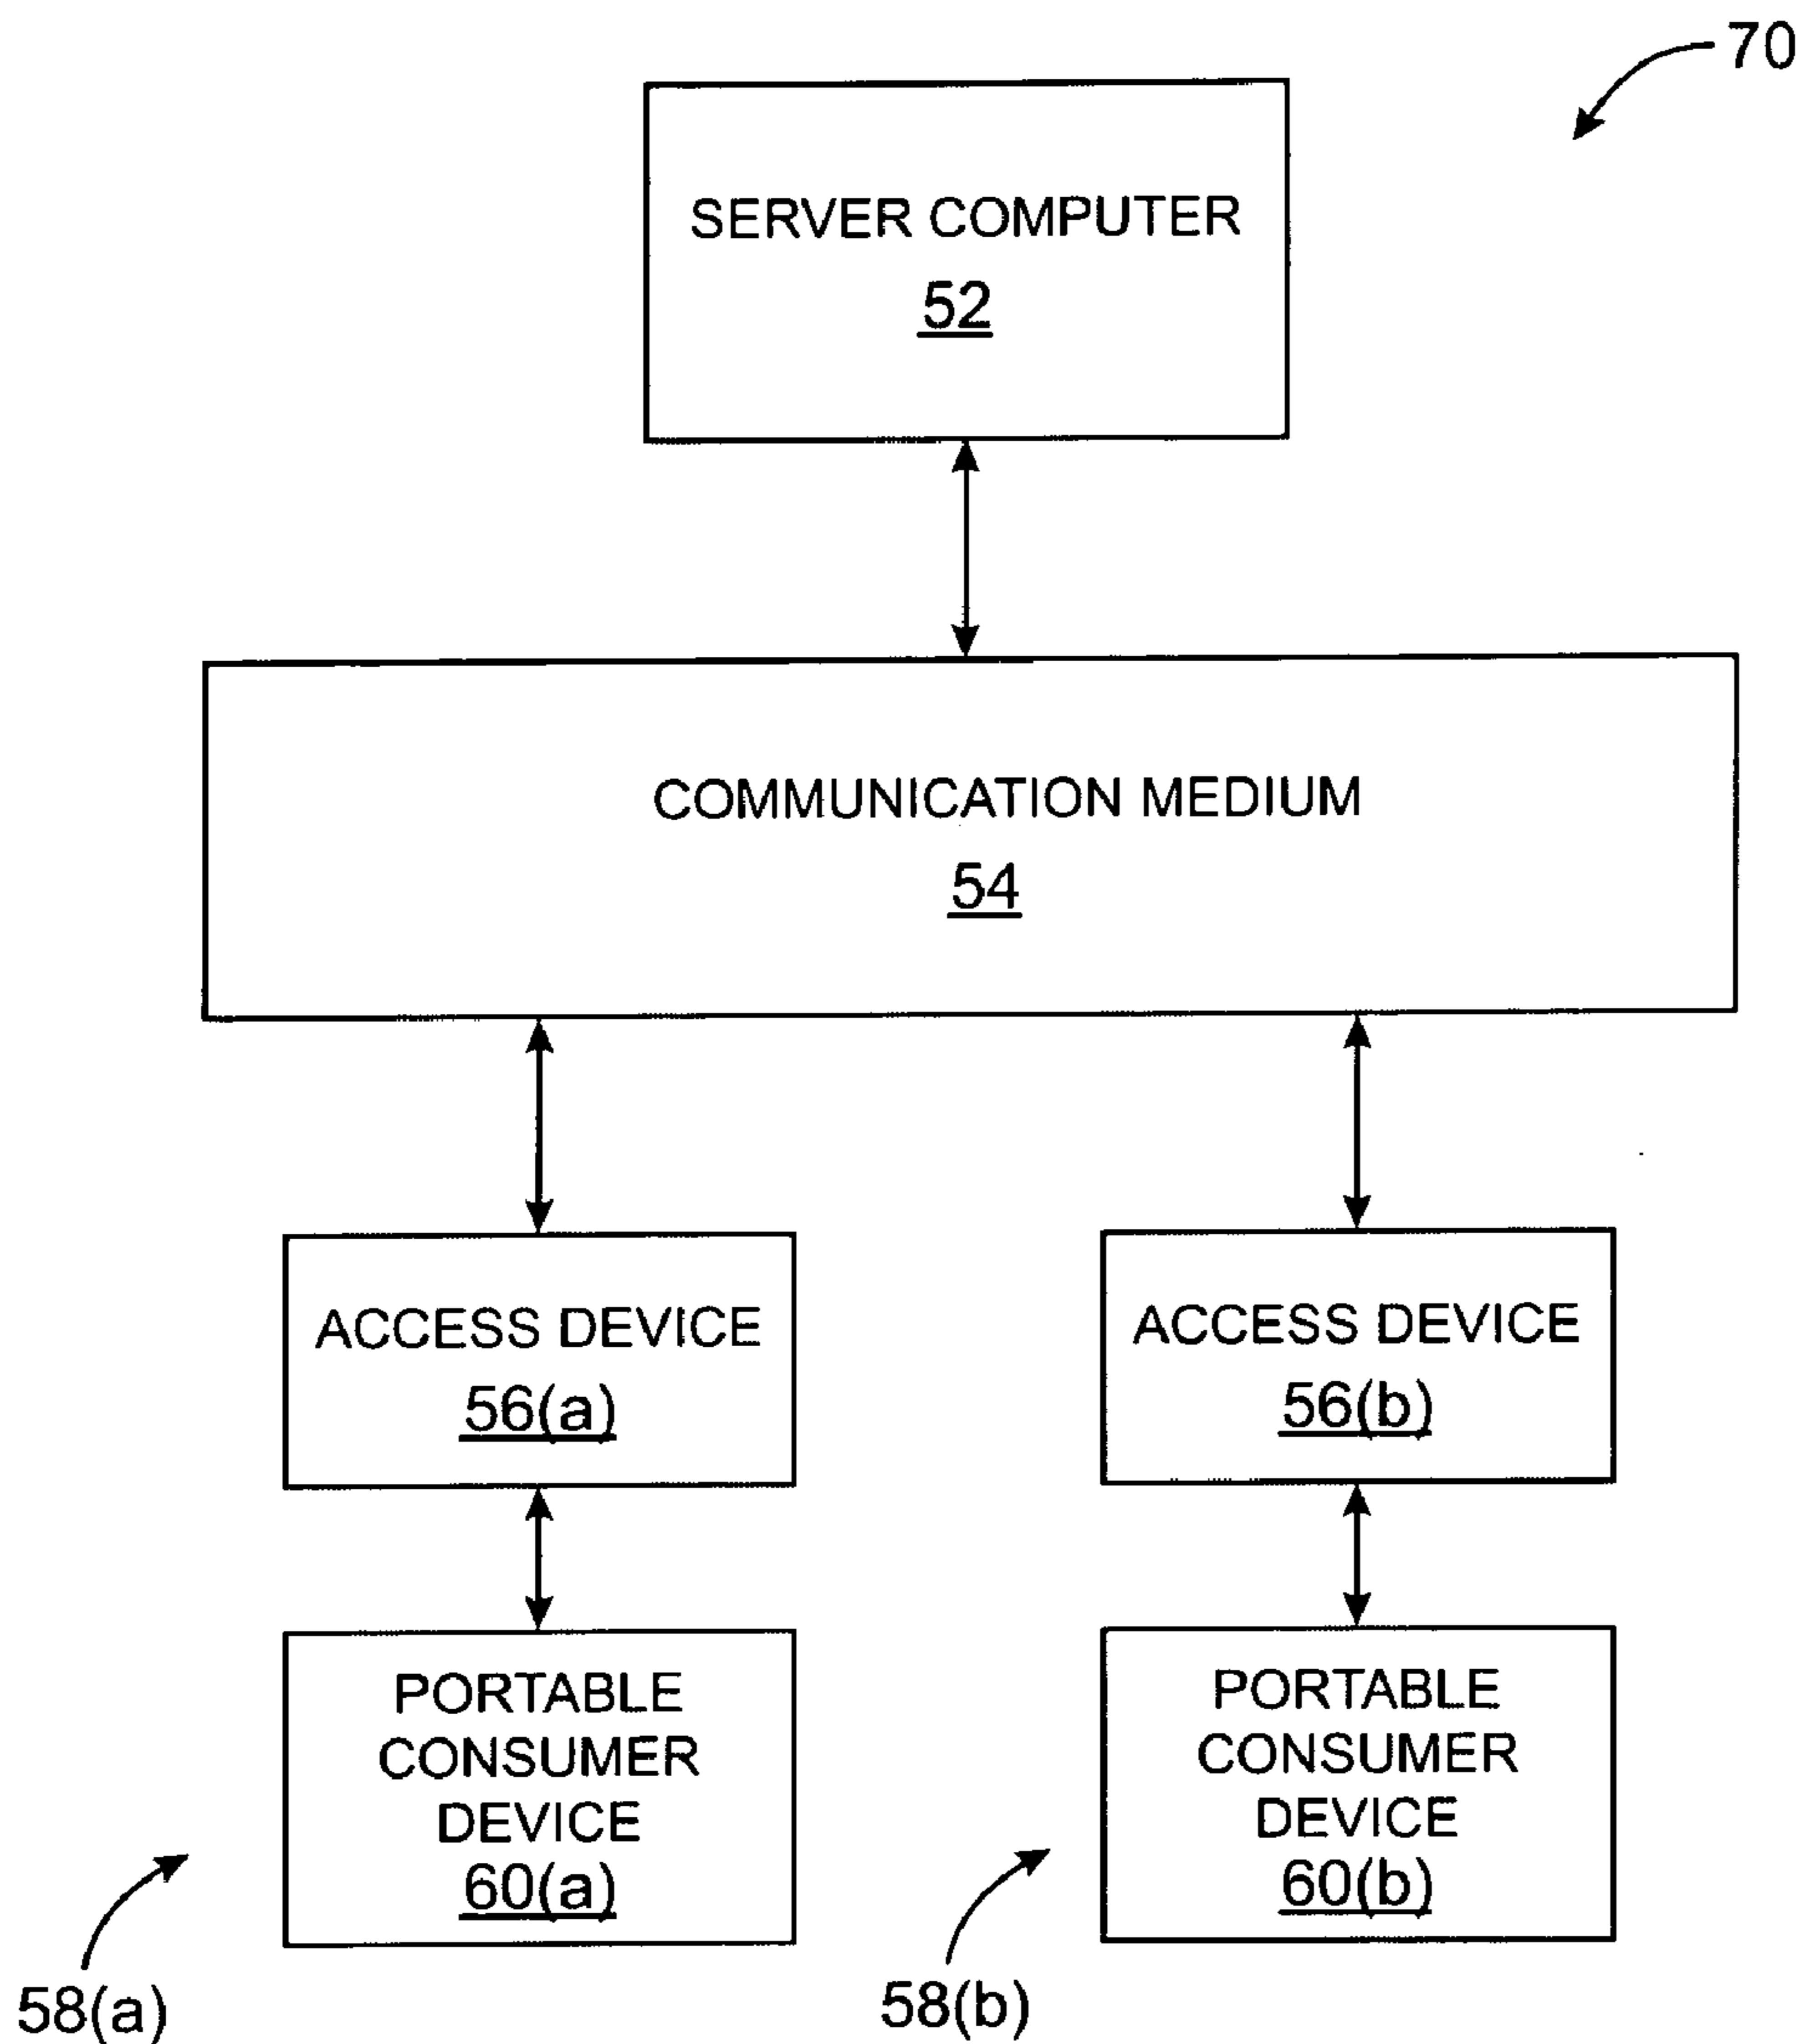 70
SERVER COMPUTER
52
COMMUNICATION MEDIUM
54
ACCESS DEVICE
56(a)
ACCESS DEVICE
56(b)
PORTABLE
CONSUMER
DEVICE
60(a)
PORTABLE
CONSUMER
DEVICE
60(b)
58(a)
58(b)